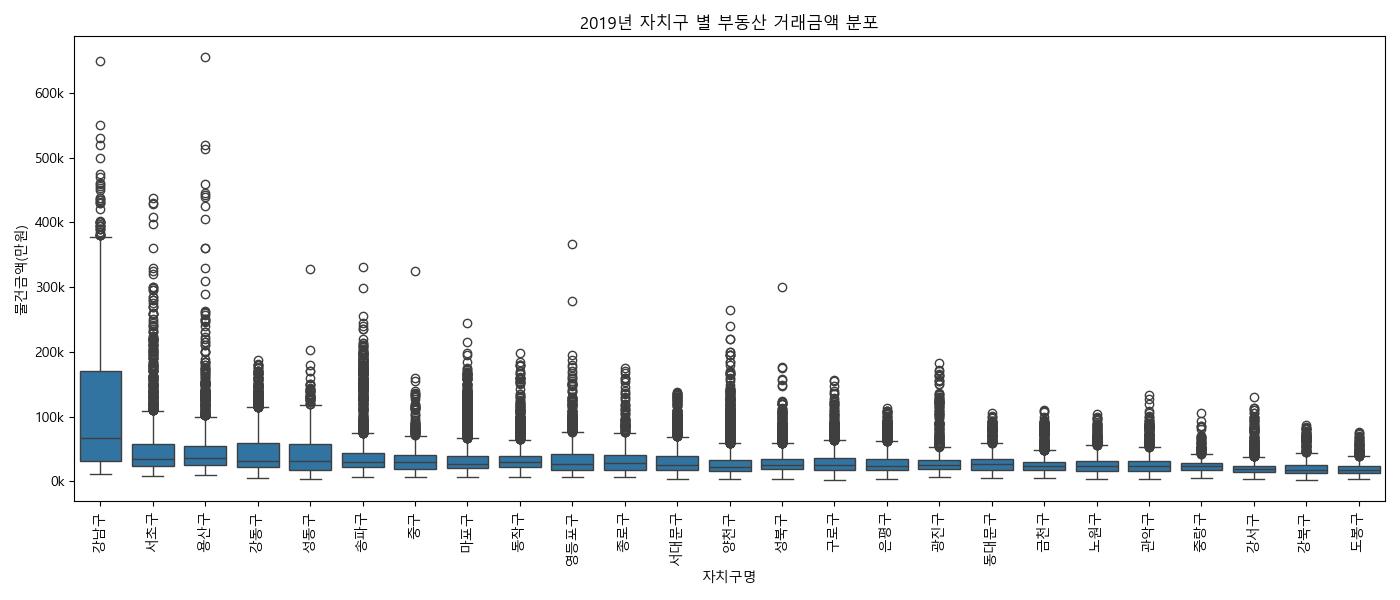 2019년 자치구 별 부동산 거래금액 분포
물건금액(만원)
600k
500k
400k
300k
200k
100k
0k
강남구
서초구
용산구
강동구
성동구
송파구
중구
마포구
동작구
영등포구
종로구
서대문구
양천구
성북구
구로구
은평구
광진구
동대문구
금천구
노원구
관악구
중랑구
강서구
강북구
도봉구
자치구명